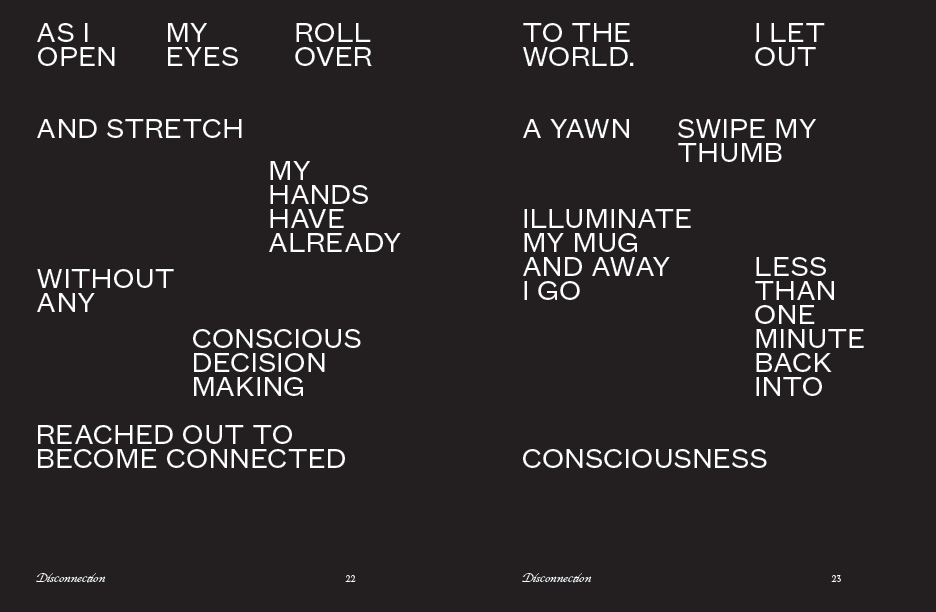 AS I
OPEN
MY
EYES
ROLL
OVER
AND STRETCH
MY
HANDS
HAVE
ALREADY
WITHOUT
ANY
CONSCIOUS
DECISION
MAKING
REACHED OUT TO
BECOME CONNECTED
Disconnection
22
TO THE
WORLD.
I LET
OUT
A YAWN
SWIPE MY
THUMB
ILLUMINATE
MY MUG
AND AWAY
I GO
LESS
THAN
ONE
MINUTE
BACK
INTO
CONSCIOUSNESS
Disconnection
23